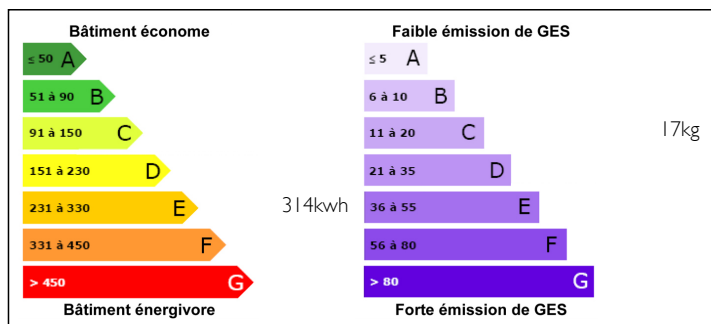 Bâtiment économe
≤ 50 A
51 à 90 B
91 à 150 C
151 à 230 D
231 à 330 E
314kwh
331 à 450 F
> 450 G
Bâtiment énergivore
Faible émission de GES
≤ 5 A
6 à 10 B
11 à 20 C
17kg
21 à 35 D
36 à 55 E
56 à 80 F
> 80 G
Forte émission de GES